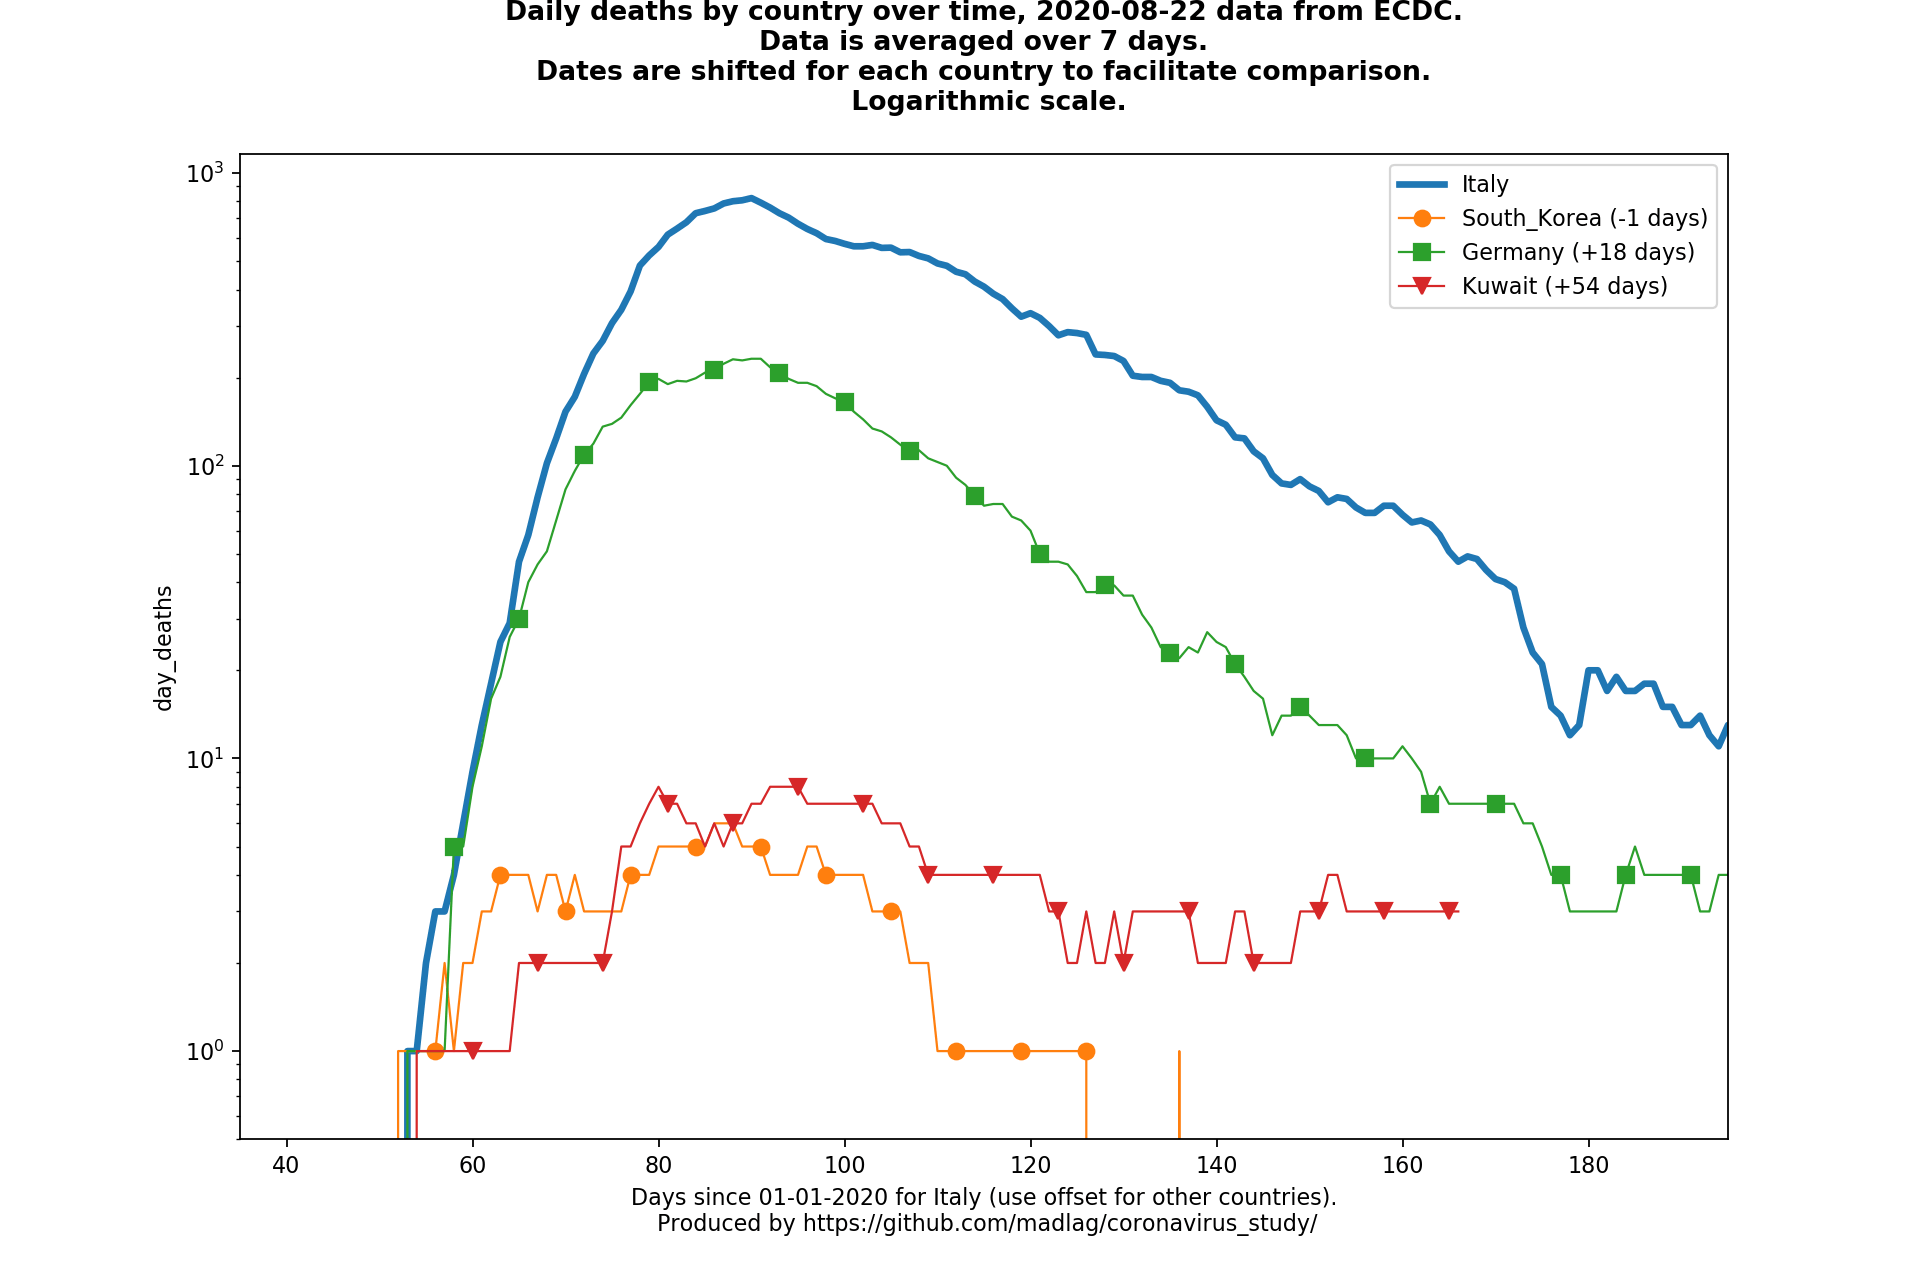 Daily deaths by country over time, 2020-08-22 data from ECDC.
Data is averaged over 7 days.
Dates are shifted for each country to facilitate comparison.
Logarithmic scale.
10³
10²
10¹
10⁰
day_deaths
Italy
South_Korea (-1 days)
Germany (+18 days)
Kuwait (+54 days)
40 60 80 100 120 140 160 180
Days since 01-01-2020 for Italy (use offset for other countries).
Produced by https://github.com/madlag/coronavirus_study/